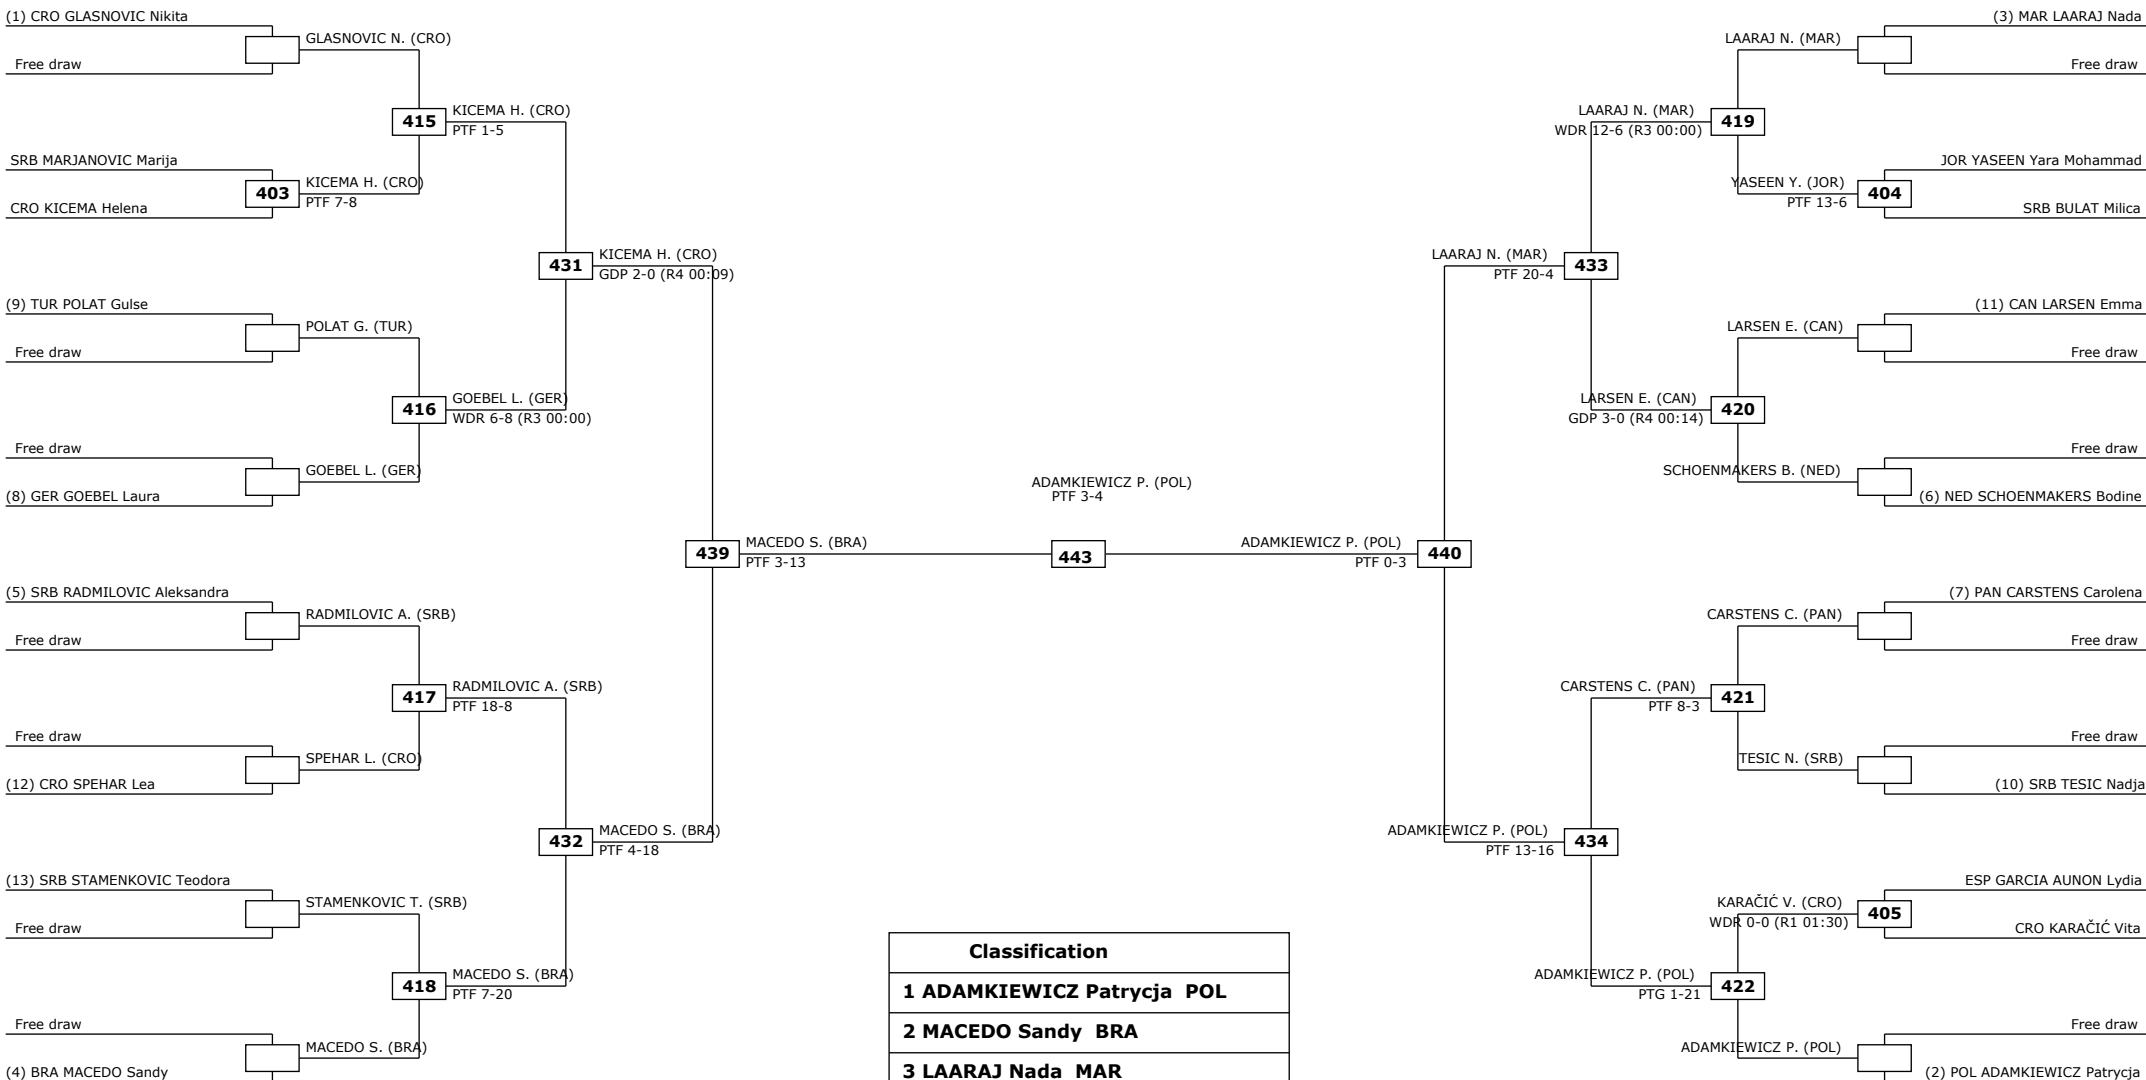 (1) CRO GLASNOVIC Nikita
GLASNOVIC N. (CRO)
Free draw
415
KICEMA H. (CRO)
PTF 1-5
SRB MARJANOVIC Marija
403
KICEMA H. (CRO)
PTF 7-8
CRO KICEMA Helena
431
KICEMA H. (CRO)
GDP 2-0 (R4 00:09)
(9) TUR POLAT Gulse
POLAT G. (TUR)
Free draw
416
GOEBEL L. (GER)
WDR 6-8 (R3 00:00)
Free draw
GOEBEL L. (GER)
(8) GER GOEBEL Laura
439
MACEDO S. (BRA)
PTF 3-13
(5) SRB RADMILOVIC Aleksandra
RADMILOVIC A. (SRB)
Free draw
417
RADMILOVIC A. (SRB)
PTF 18-8
Free draw
SPEHAR L. (CRO)
(12) CRO SPEHAR Lea
432
MACEDO S. (BRA)
PTF 4-18
(13) SRB STAMENKOVIC Teodora
STAMENKOVIC T. (SRB)
Free draw
418
MACEDO S. (BRA)
PTF 7-20
Free draw
MACEDO S. (BRA)
(4) BRA MACEDO Sandy
ADAMKIEWICZ P. (POL)
PTF 3-4
443
(3) MAR LAARAJ Nada
LAARAJ N. (MAR)
Free draw
LAARAJ N. (MAR)
WDR 12-6 (R3 00:00)
419
JOR YASEEN Yara Mohammad
YASEEN Y. (JOR)
PTF 13-6
404
SRB BULAT Milica
LAARAJ N. (MAR)
PTF 20-4
433
(11) CAN LARSEN Emma
LARSEN E. (CAN)
Free draw
LARSEN E. (CAN)
GDP 3-0 (R4 00:14)
420
Free draw
SCHOENMAKERS B. (NED)
(6) NED SCHOENMAKERS Bodine
ADAMKIEWICZ P. (POL)
PTF 0-3
440
(7) PAN CARSTENS Carolena
CARSTENS C. (PAN)
Free draw
CARSTENS C. (PAN)
PTF 8-3
421
Free draw
TESIC N. (SRB)
(10) SRB TESIC Nadja
ADAMKIEWICZ P. (POL)
PTF 13-16
434
ESP GARCIA AUNON Lydia
KARAČIĆ V. (CRO)
WDR 0-0 (R1 01:30)
405
CRO KARAČIĆ Vita
ADAMKIEWICZ P. (POL)
PTG 1-21
422
Free draw
ADAMKIEWICZ P. (POL)
(2) POL ADAMKIEWICZ Patrycja
Classification
1 ADAMKIEWICZ Patrycja POL
2 MACEDO Sandy BRA
3 LAARAJ Nada MAR